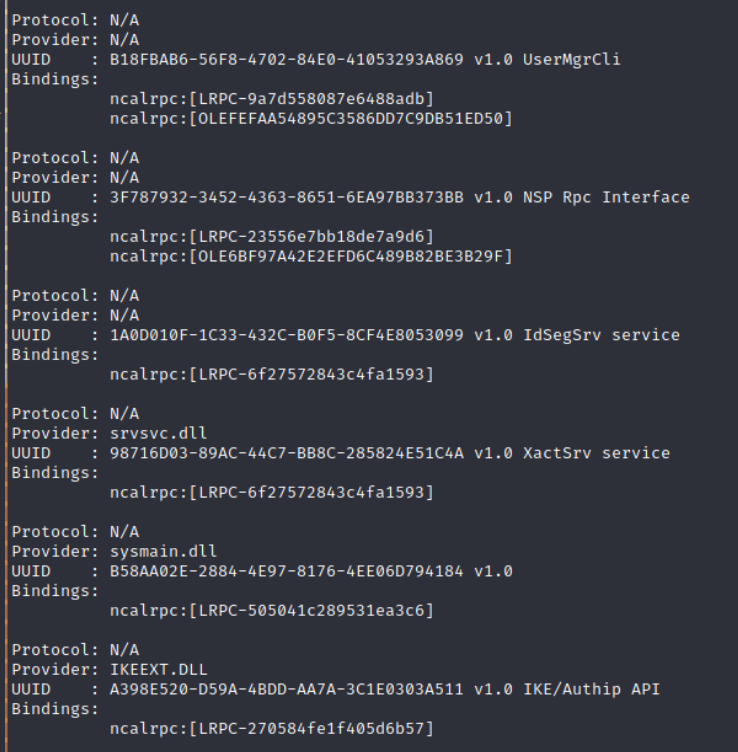 Protocol: N/A
Provider: N/A
UUID    : B18FBAB6-56F8-4702-84E0-41053293A869 v1.0 UserMgrCli
Bindings:
          ncalrpc:[LRPC-9a7d558087e6488adb]
          ncalrpc:[OLEFEFAA54895C3586DD7C9DB51ED50]

Protocol: N/A
Provider: N/A
UUID    : 3F787932-3452-4363-8651-6EA97BB373BB v1.0 NSP Rpc Interface
Bindings:
          ncalrpc:[LRPC-23556e7bb18de7a9d6]
          ncalrpc:[OLE6BF97A42E2EFD6C489B82BE3B29F]

Protocol: N/A
Provider: N/A
UUID    : 1A0D010F-1C33-432C-B0F5-8CF4E8053099 v1.0 IdSegSrv service
Bindings:
          ncalrpc:[LRPC-6f27572843c4fa1593]

Protocol: N/A
Provider: srvsvc.dll
UUID    : 98716D03-89AC-44C7-BB8C-285824E51C4A v1.0 XactSrv service
Bindings:
          ncalrpc:[LRPC-6f27572843c4fa1593]

Protocol: N/A
Provider: sysmain.dll
UUID    : B58AA02E-2884-4E97-8176-4EE06D794184 v1.0
Bindings:
          ncalrpc:[LRPC-505041c289531ea3c6]

Protocol: N/A
Provider: IKEEXT.DLL
UUID    : A398E520-D59A-4BDD-AA7A-3C1E0303A511 v1.0 IKE/Authip API
Bindings:
          ncalrpc:[LRPC-270584fe1f405d6b57]